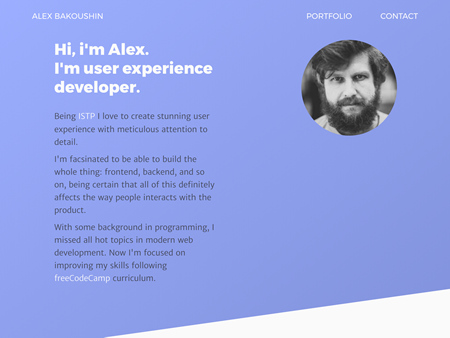 ALEX BAKOUSHIN
PORTFOLIO
CONTACT
Hi, i'm Alex.
I'm user experience
developer.
Being ISTP I love to create stunning user
experience with meticulous attention to
detail.
I'm facsinated to be able to build the
whole thing: frontend, backend, and so
on, being certain that all of this definitely
affects the way people interacts with the
product.
With some background in programming, I
missed all hot topics in modern web
development. Now I'm focused on
improving my skills following
freeCodeCamp curriculum.